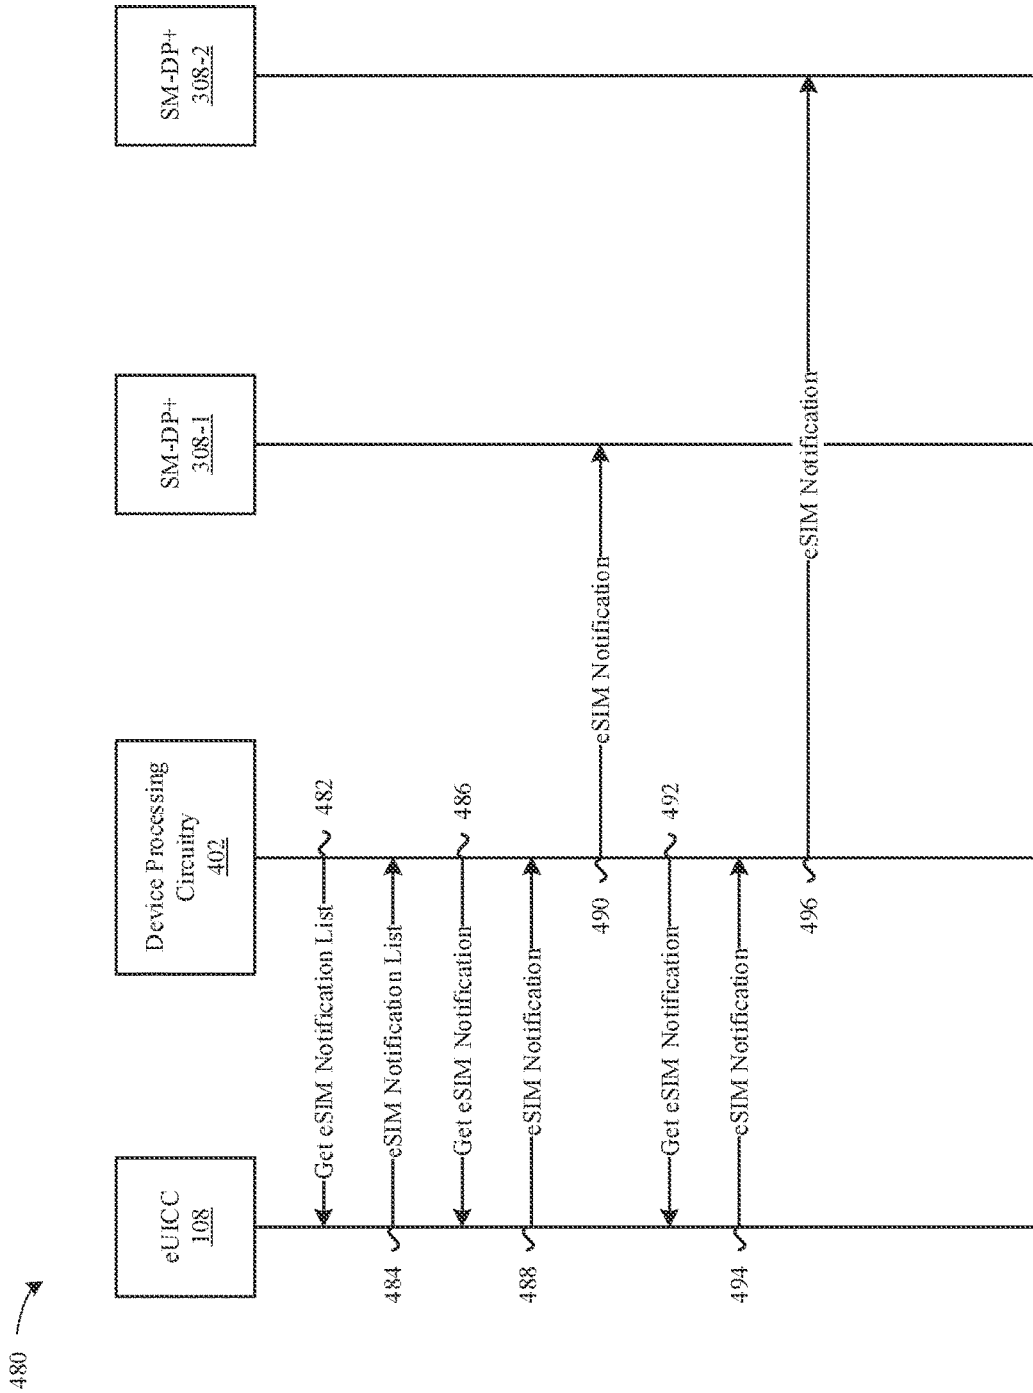 480
eUICC
108
Device Processing
Circuitry
402
SM-DP+
308-1
SM-DP+
308-2
Get eSIM Notification List
482
484
eSIM Notification List
Get eSIM Notification
486
488
eSIM Notification
490
eSIM Notification
Get eSIM Notification
492
494
eSIM Notification
496
eSIM Notification